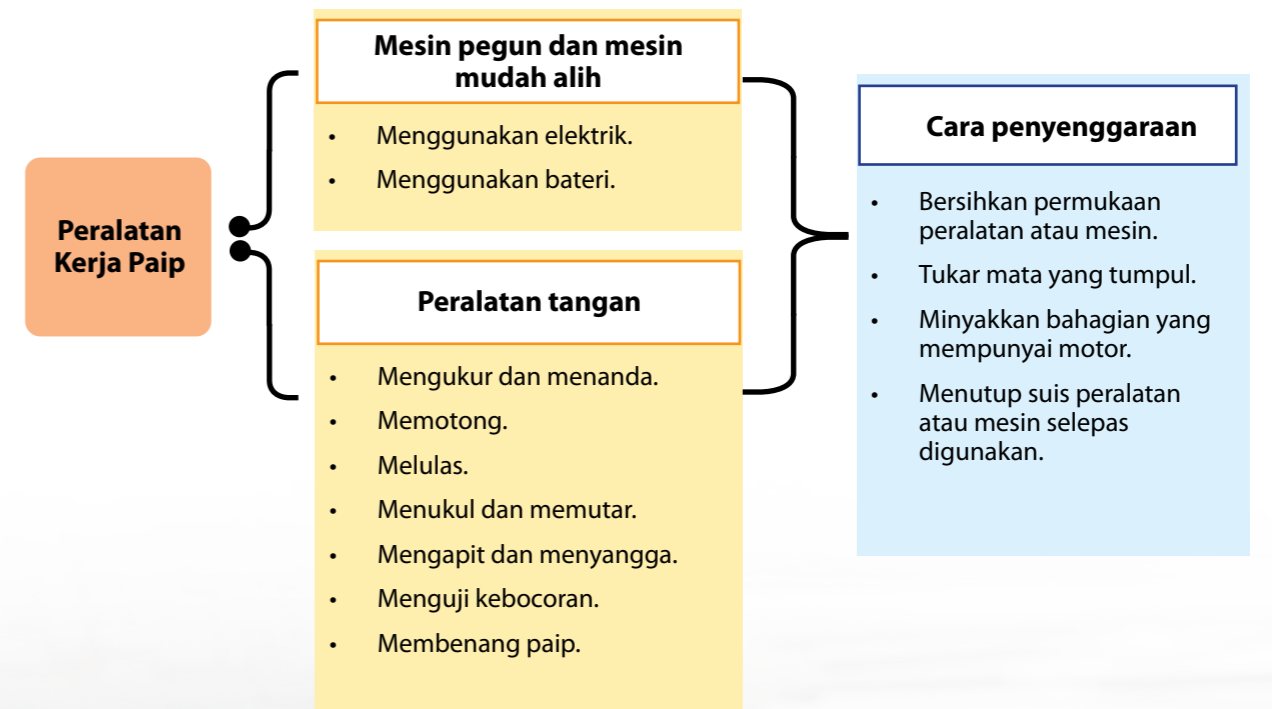 Peralatan
Kerja Paip
Mesin pegun dan mesin
mudah alih
• Menggunakan elektrik.
• Menggunakan bateri.
Peralatan tangan
• Mengukur dan menanda.
• Memotong.
• Melulas.
• Menukul dan memutar.
• Mengapit dan menyangga.
• Menguji kebocoran.
• Membenang paip.
Cara penyenggaraan
• Bersihkan permukaan
peralatan atau mesin.
• Tukar mata yang tumpul.
• Minyakkan bahagian yang
mempunyai motor.
• Menutup suis peralatan
atau mesin selepas
digunakan.